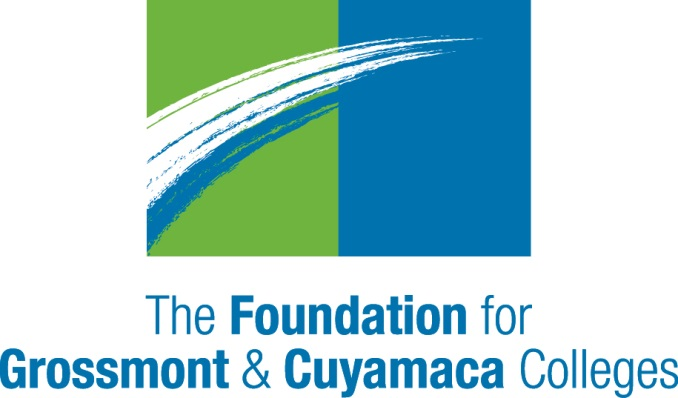 The Foundation for
Grossmont & Cuyamaca Colleges